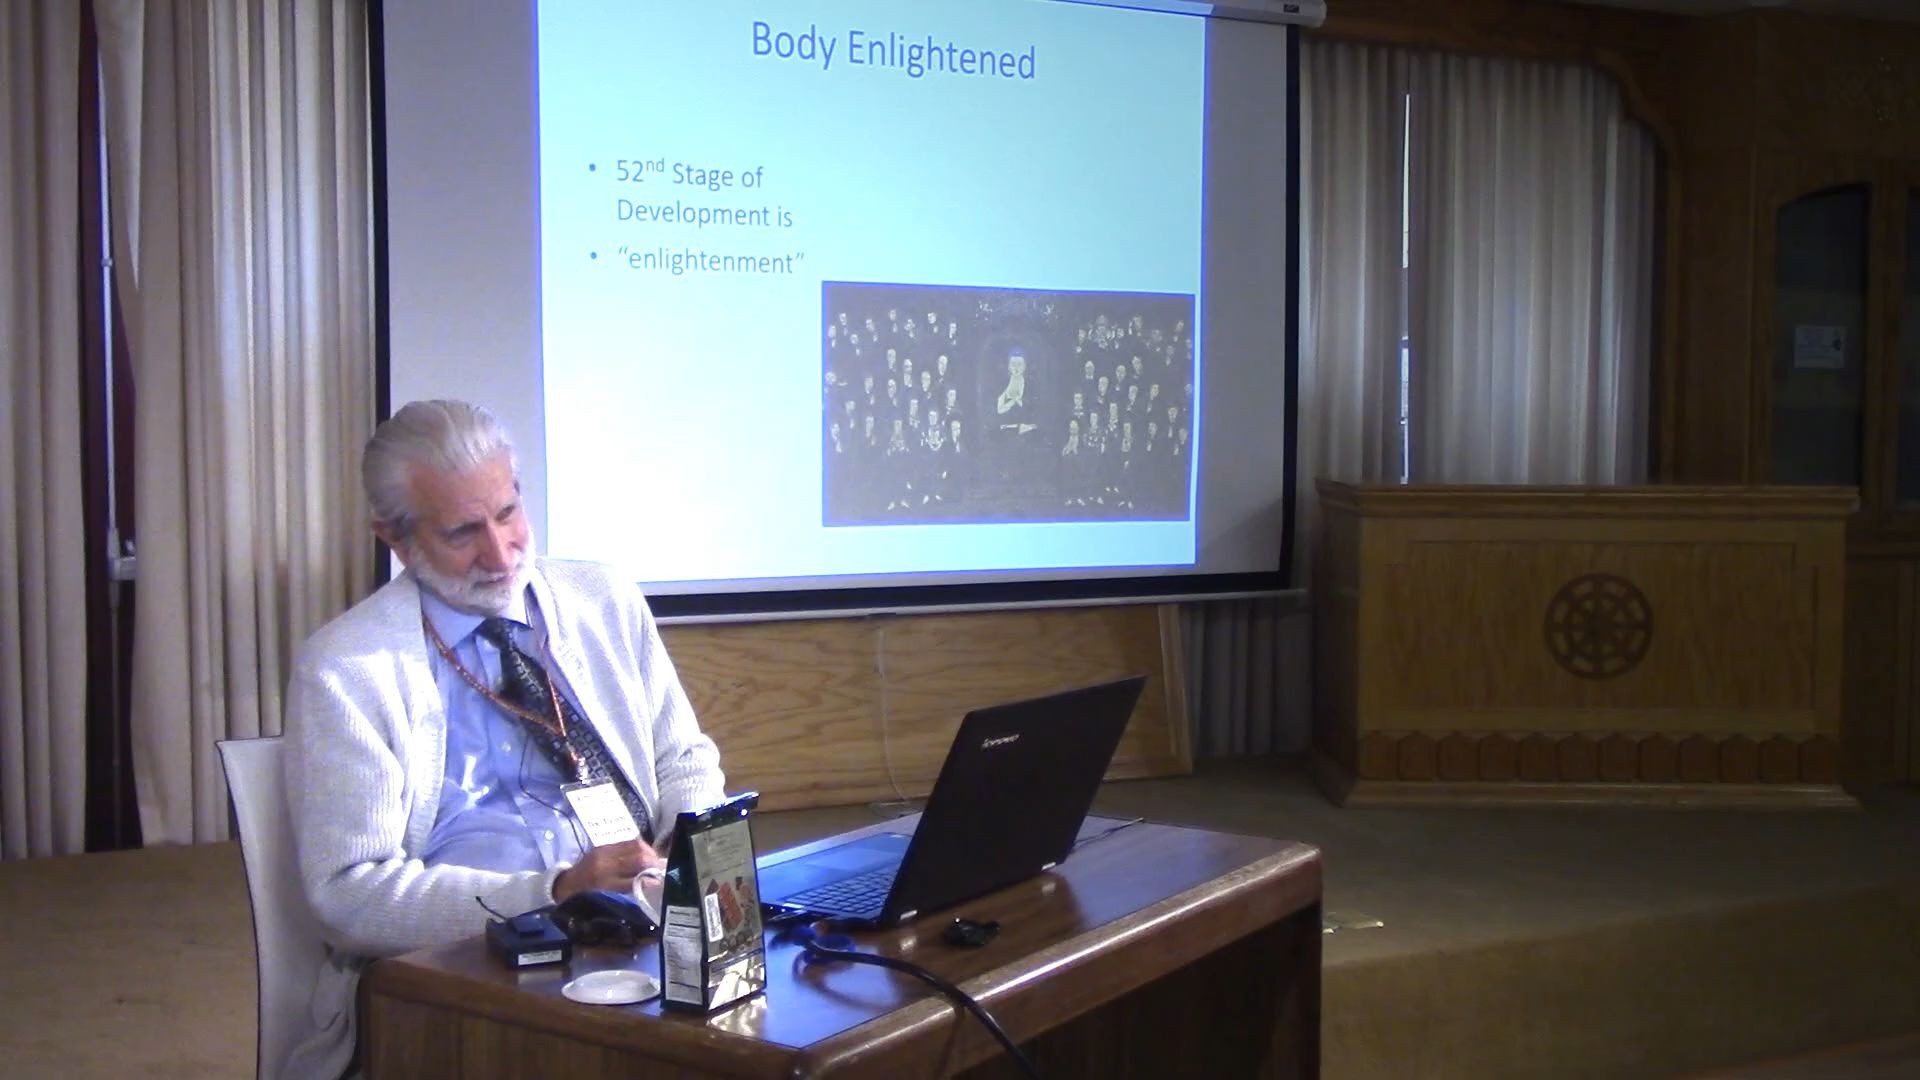 Body Enlightened
• 52nd Stage of
Development is
• “enlightenment”
lenovo